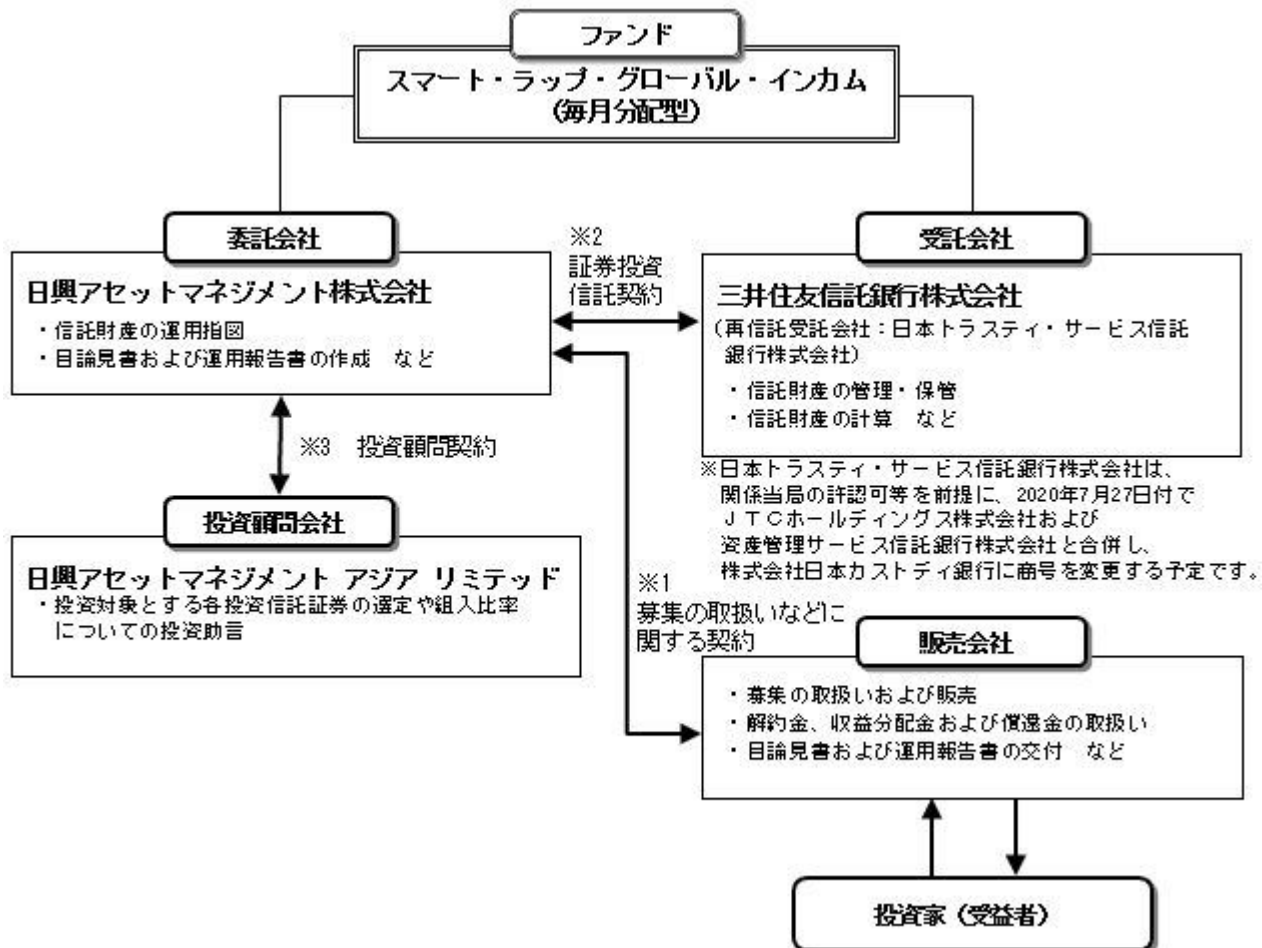 ファンド
スマート・ラップ・グローバル・インカム
(毎月分配型)
委託会社
日興アセットマネジメント株式会社
・信託財産の運用指図
・目論見書および運用報告書の作成　など
※2
証券投資
信託契約
受託会社
三井住友信託銀行株式会社
(再信託受託会社：日本トラスティ・サービス信託
銀行株式会社)
・信託財産の管理・保管
・信託財産の計算　など
※日本トラスティ・サービス信託銀行株式会社は、
関係当局の許認可等を前提に、2020年7月27日付で
ＪＴＣホールディングス株式会社および
資産管理サービス信託銀行株式会社と合併し、
株式会社日本カストディ銀行に商号を変更する予定です。
※3　投資顧問契約
投資顧問会社
日興アセットマネジメント アジア リミテッド
・投資対象とする各投資信託証券の選定や組入比率
についての投資助言
※1
募集の取扱いなどに
関する契約
販売会社
・募集の取扱いおよび販売
・解約金、収益分配金および償還金の取扱い
・目論見書および運用報告書の交付　など
投資家（受益者）